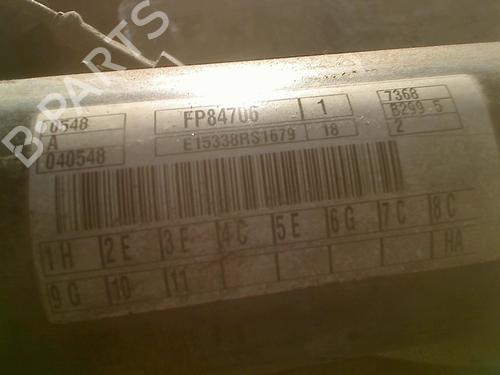 B-PARTS
0548 FP84706 1 7368
A E15338RS1679 18 B299 5
040548 2
1 H 2 E 3 E 4 C 5 E 6 G 7 C 8 C
9 G 10 11 HA